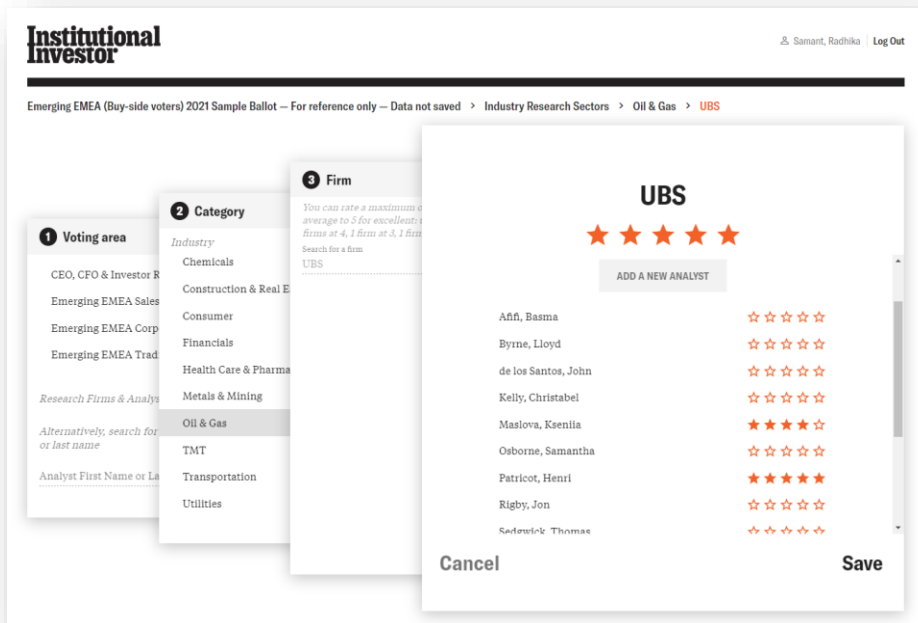 Institutional
Investor
Samant, Radhika
Log Out
Emerging EMEA (Buy-side voters) 2021 Sample Ballot — For reference only — Data not saved > Industry Research Sectors > Oil & Gas > UBS
1 Voting area
CEO, CFO & Investor R
Emerging EMEA Sales
Emerging EMEA Corp
Emerging EMEA Trad
Research Firms & Analys
Alternatively, search for
or last name
Analyst First Name or La
2 Category
Industry
Chemicals
Construction & Real E
Consumer
Financials
Health Care & Pharma
Metals & Mining
Oil & Gas
TMT
Transportation
Utilities
3 Firm
You can rate a maximum o
average to 5 for excellent:
firms at 4, 1 firm at 3, 1 firm
Search for a firm
UBS
UBS
ADD A NEW ANALYST
Afifi, Basma
Byrne, Lloyd
de los Santos, John
Kelly, Christabel
Maslova, Kseniia
Osborne, Samantha
Patricot, Henri
Rigby, Jon
Sedgwick, Thomas
Cancel
Save